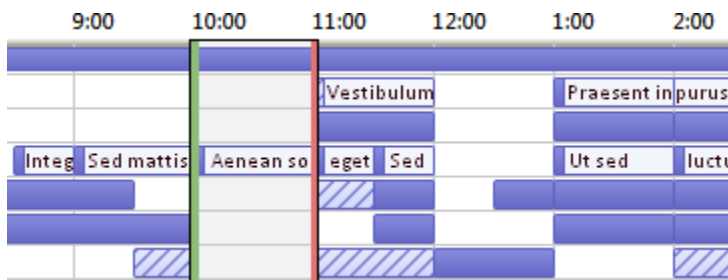 9:00 10:00 11:00 12:00 1:00 2:00
Vestibulum Praesent in purus
Integ Sed mattis Aenean so eget Sed Ut sed luctu